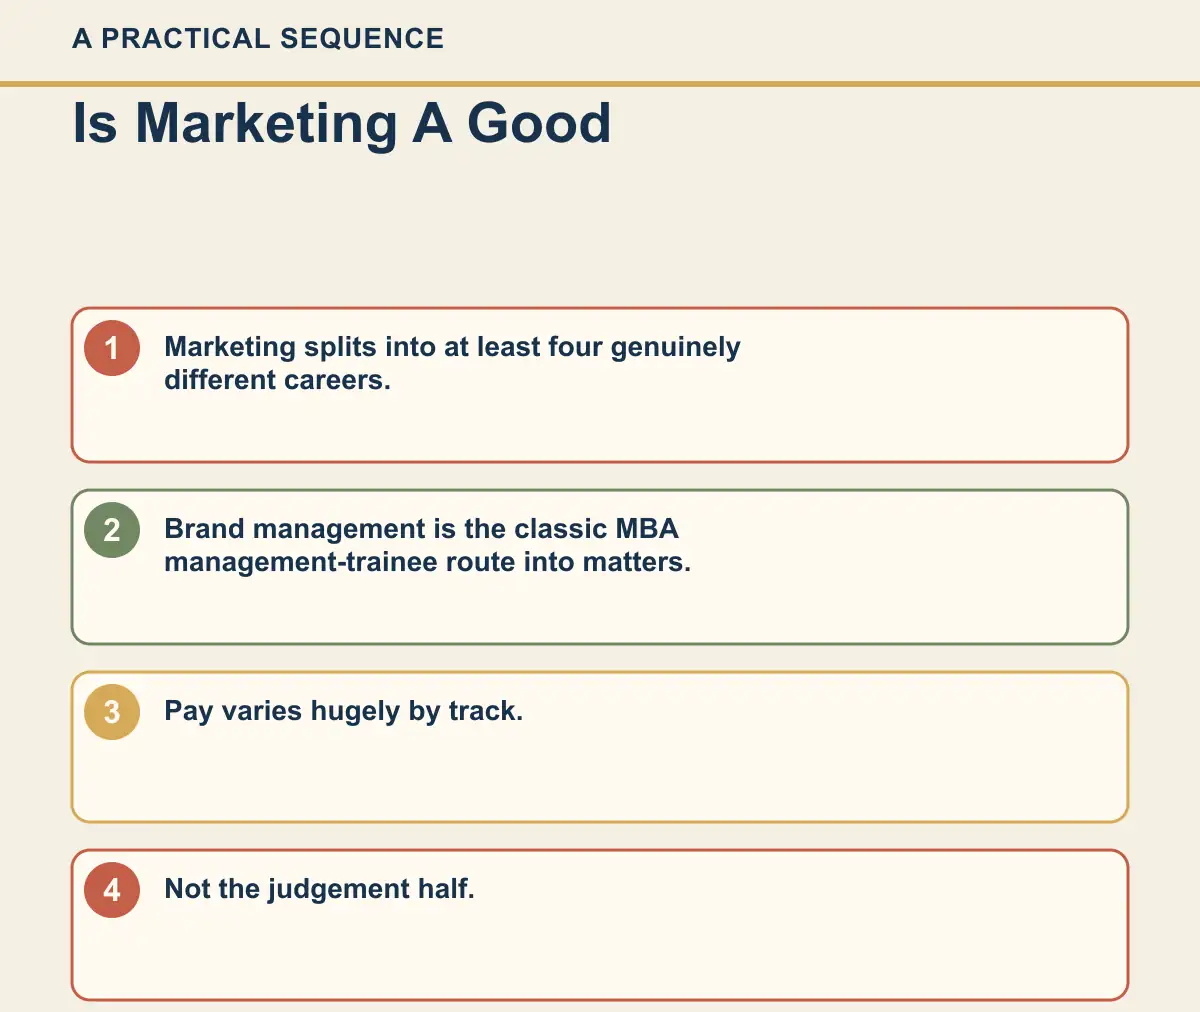 A PRACTICAL SEQUENCE
Is Marketing A Good
1
Marketing splits into at least four genuinely
different careers.
2
Brand management is the classic MBA
management-trainee route into matters.
3
Pay varies hugely by track.
4
Not the judgement half.